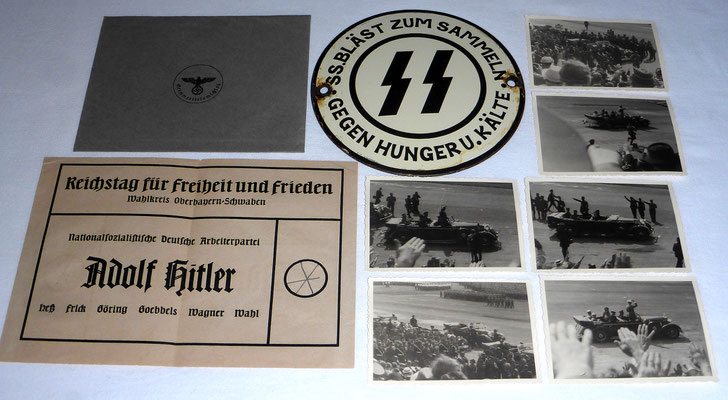 SS.BLÄST ZUM SAMMELN
GEGEN HUNGER U. KÄLTE
ϟϟ
Reichstag für Freiheit und Frieden
Wahlkreis Oberbayern-Schwaben
Nationalsozialistische Deutsche Arbeiterpartei
Adolf Hitler
Heß Frick Göring Goebbels Wagner Wahl